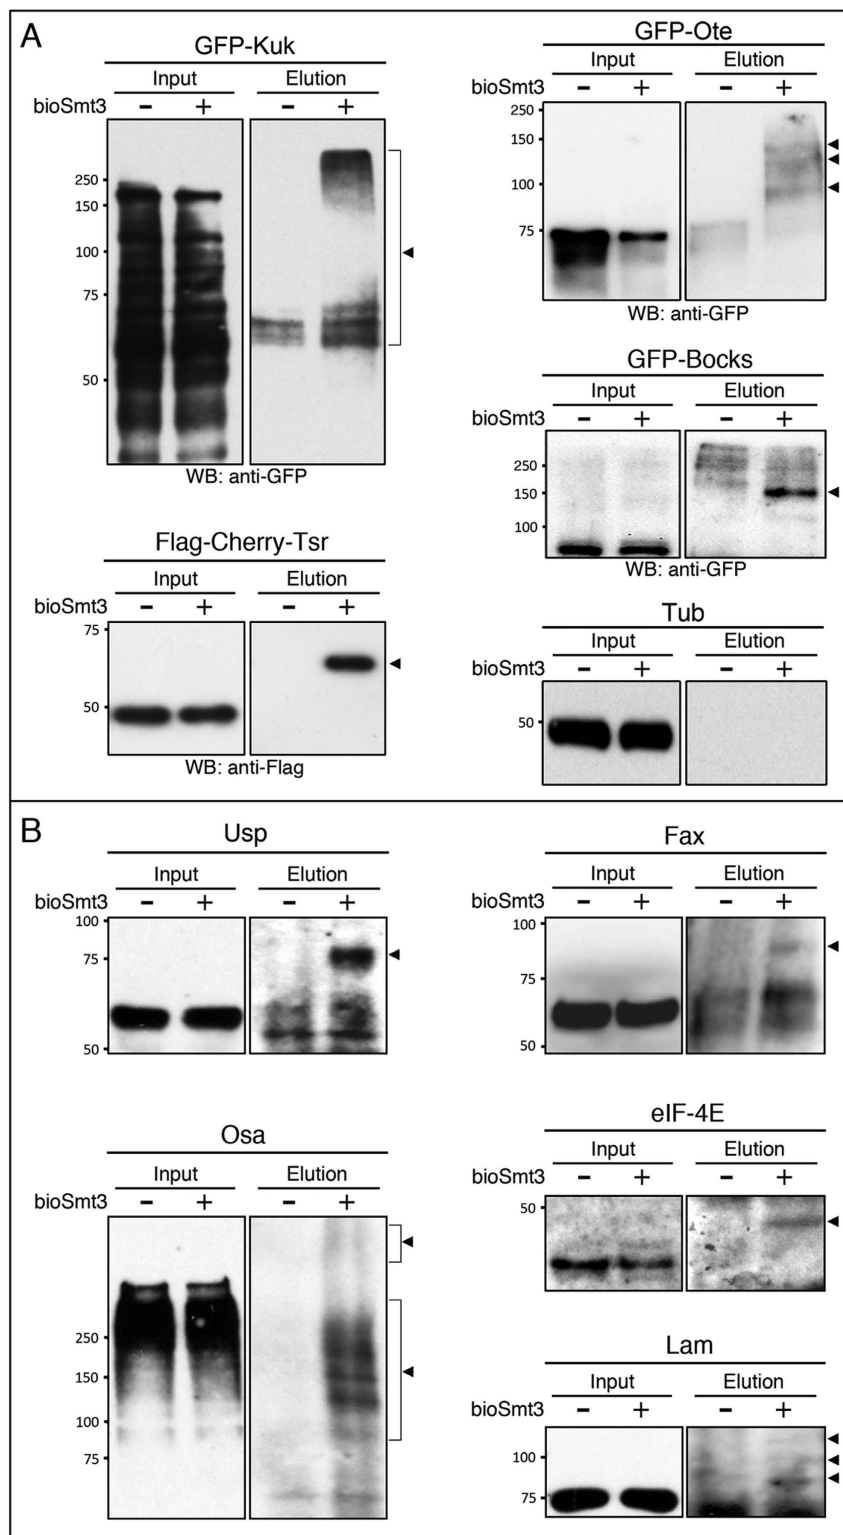 A
GFP-Kuk
Input Elution
bioSmt3 - + - +
250
150
100
75
50
WB: anti-GFP
Flag-Cherry-Tsr
Input Elution
bioSmt3 - + - +
75
50
WB: anti-Flag
GFP-Ote
Input Elution
bioSmt3 - + - +
250
150
100
75
WB: anti-GFP
GFP-Bocks
Input Elution
bioSmt3 - + - +
250
150
100
WB: anti-GFP
Tub
Input Elution
bioSmt3 - + - +
50
B
Usp
Input Elution
bioSmt3 - + - +
100
75
50
Osa
Input Elution
bioSmt3 - + - +
250
150
100
75
Fax
Input Elution
bioSmt3 - + - +
100
75
50
eIF-4E
Input Elution
bioSmt3 - + - +
50
Lam
Input Elution
bioSmt3 - + - +
100
75